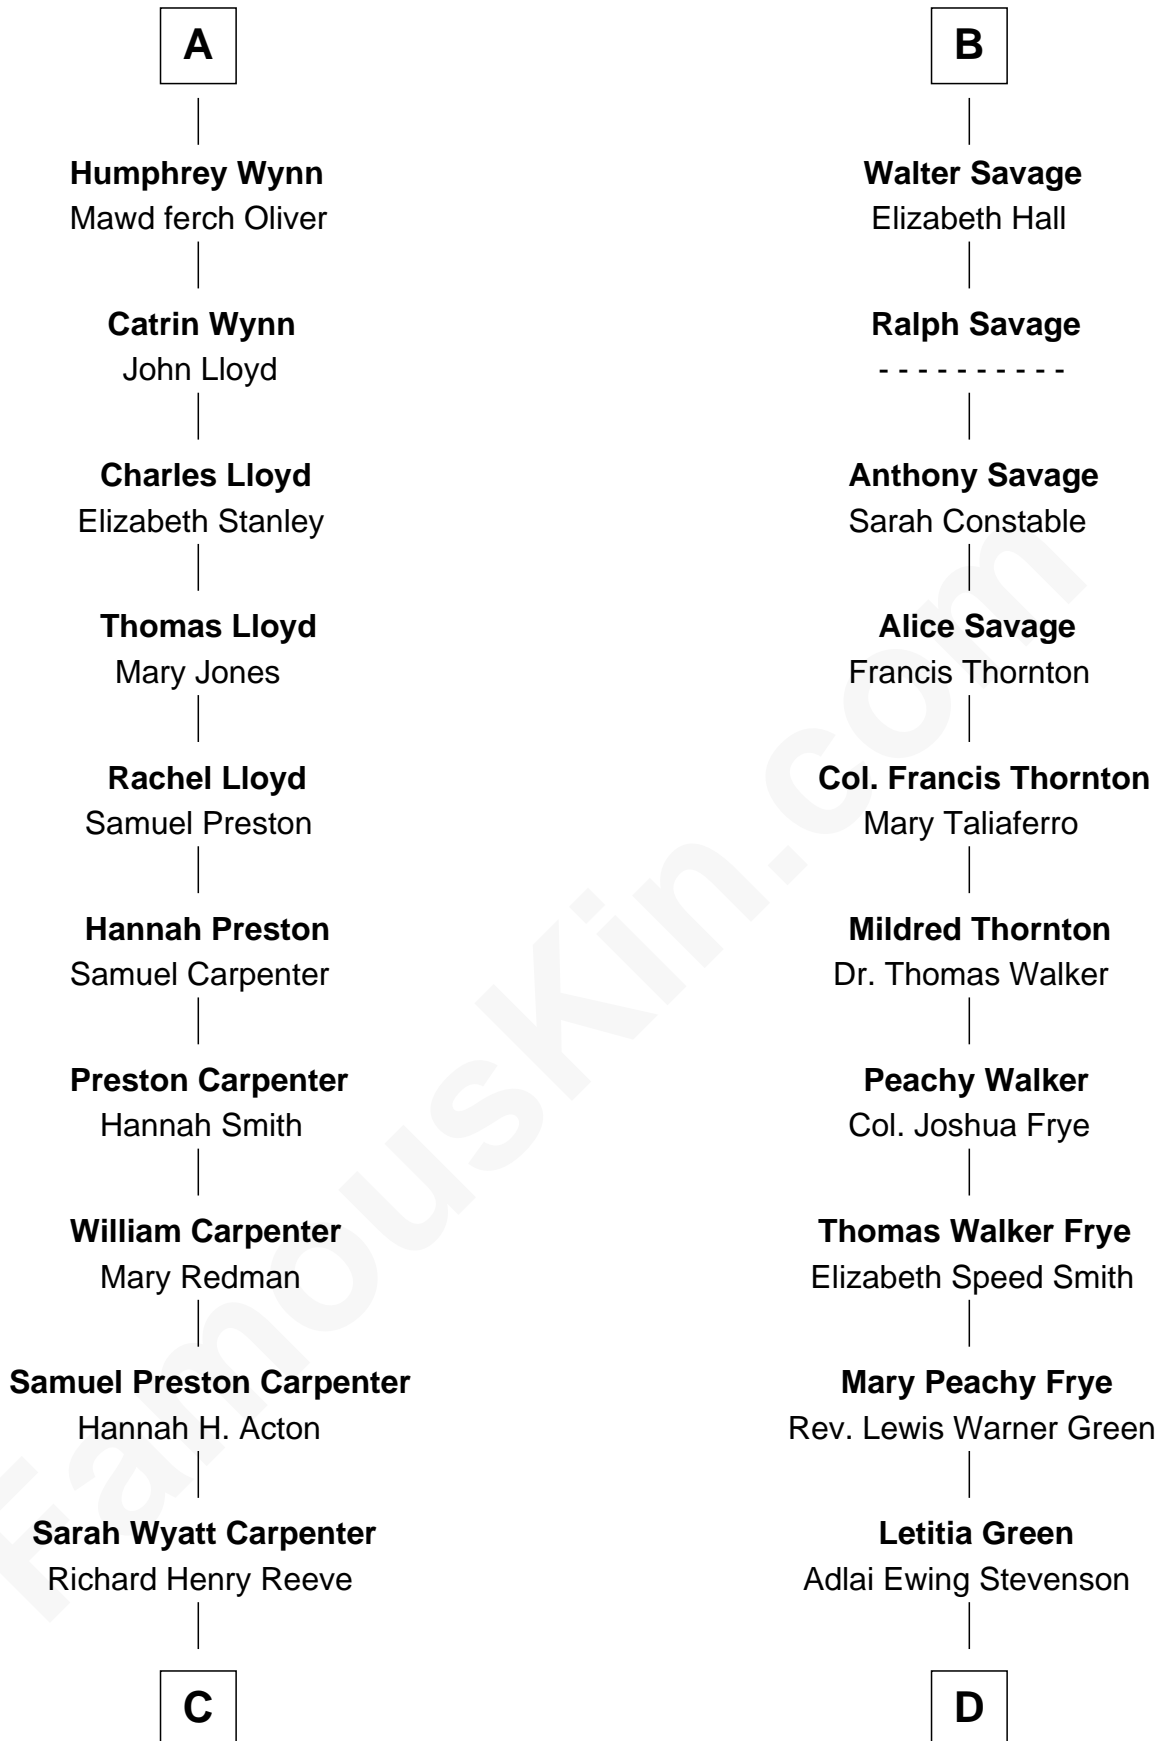 A
Humphrey Wynn
Mawd ferch Oliver
Catrin Wynn
John Lloyd
Charles Lloyd
Elizabeth Stanley
Thomas Lloyd
Mary Jones
Rachel Lloyd
Samuel Preston
Hannah Preston
Samuel Carpenter
Preston Carpenter
Hannah Smith
William Carpenter
Mary Redman
Samuel Preston Carpenter
Hannah H. Acton
Sarah Wyatt Carpenter
Richard Henry Reeve
C
B
Walter Savage
Elizabeth Hall
Ralph Savage
- - - - - - - - - -
Anthony Savage
Sarah Constable
Alice Savage
Francis Thornton
Col. Francis Thornton
Mary Taliaferro
Mildred Thornton
Dr. Thomas Walker
Peachy Walker
Col. Joshua Frye
Thomas Walker Frye
Elizabeth Speed Smith
Mary Peachy Frye
Rev. Lewis Warner Green
Letitia Green
Adlai Ewing Stevenson
D
FamousKin.com